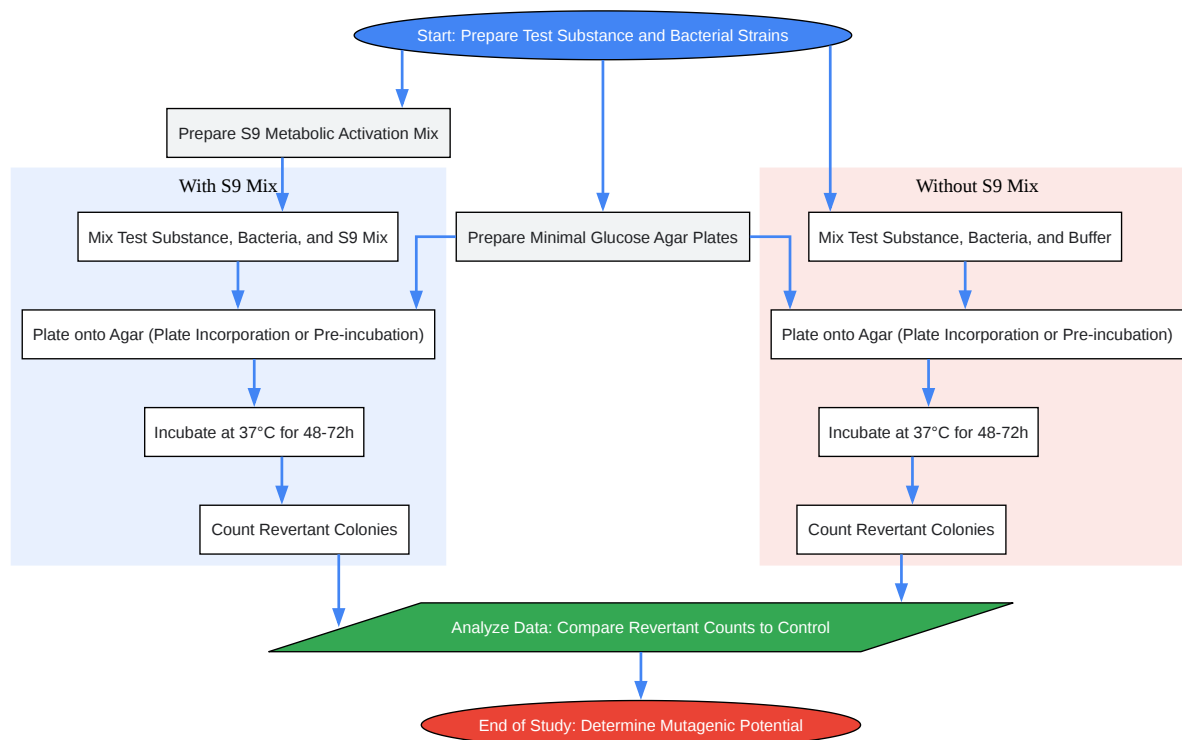 Start: Prepare Test Substance and Bacterial Strains
Prepare S9 Metabolic Activation Mix
With S9 Mix
Without S9 Mix
Mix Test Substance, Bacteria, and S9 Mix
Prepare Minimal Glucose Agar Plates
Mix Test Substance, Bacteria, and Buffer
Plate onto Agar (Plate Incorporation or Pre-incubation)
Plate onto Agar (Plate Incorporation or Pre-incubation)
Incubate at 37°C for 48-72h
Incubate at 37°C for 48-72h
Count Revertant Colonies
Count Revertant Colonies
Analyze Data: Compare Revertant Counts to Control
End of Study: Determine Mutagenic Potential